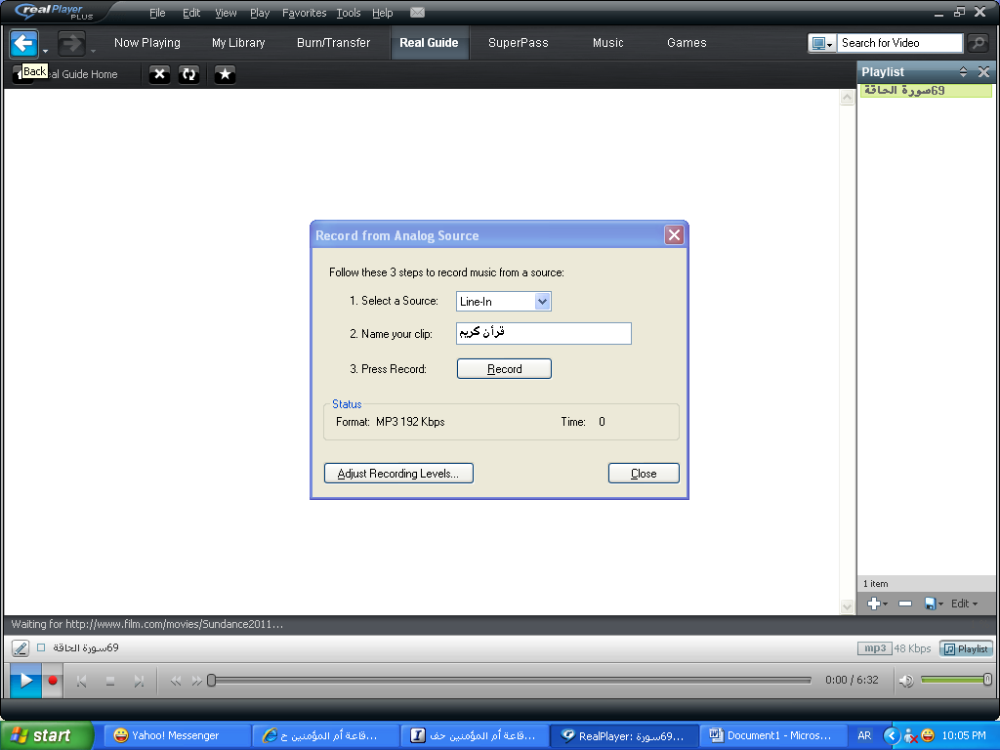 realPlayer PLUS File Edit View Play Favorites Tools Help
Now Playing My Library Burn/Transfer Real Guide SuperPass Music Games Search for Video
Back Real Guide Home
Playlist
69سورة الحاقة
Record from Analog Source
Follow these 3 steps to record music from a source:
1. Select a Source: Line-In
2. Name your clip: قرآن كريم
3. Press Record: Record
Status
Format: MP3 192 Kbps Time: 0
Adjust Recording Levels... Close
1 item
Edit
Waiting for http://www.film.com/movies/Sundance2011...
69سورة الحاقة mp3 48 Kbps Playlist
0:00 / 6:32
start Yahoo! Messenger قاعة أم المؤمنين ح... قاعة أم المؤمنين حف... RealPlayer: 69سورة... Document1 - Micros... AR 10:05 PM